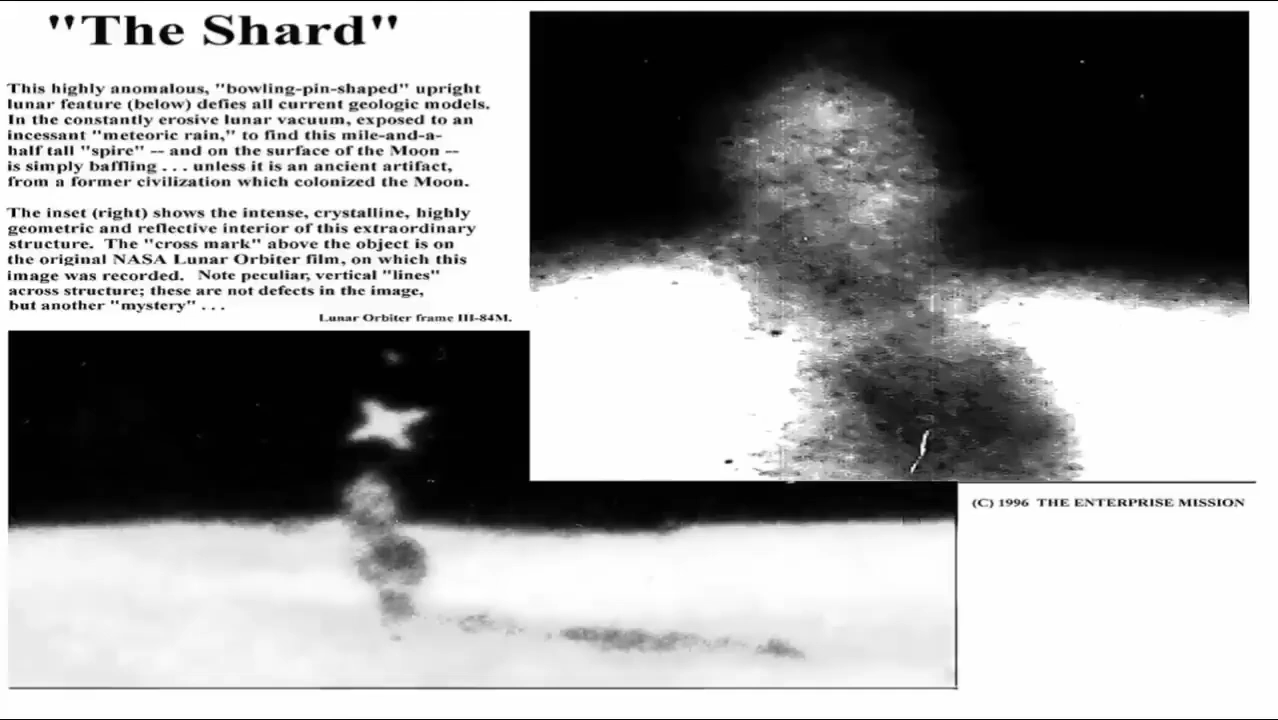 "The Shard"
This highly anomalous, "bowling-pin-shaped" upright
lunar feature (below) defies all current geologic models.
In the constantly erosive lunar vacuum, exposed to an
incessant "meteoric rain," to find this mile-and-a-
half tall "spire" -- and on the surface of the Moon --
is simply baffling . . . unless it is an ancient artifact,
from a former civilization which colonized the Moon.
The inset (right) shows the intense, crystalline, highly
geometric and reflective interior of this extraordinary
structure. The "cross mark" above the object is on
the original NASA Lunar Orbiter film, on which this
image was recorded. Note peculiar, vertical "lines"
across structure; these are not defects in the image,
but another "mystery" . . .
Lunar Orbiter frame III-84M.
(C) 1996 THE ENTERPRISE MISSION